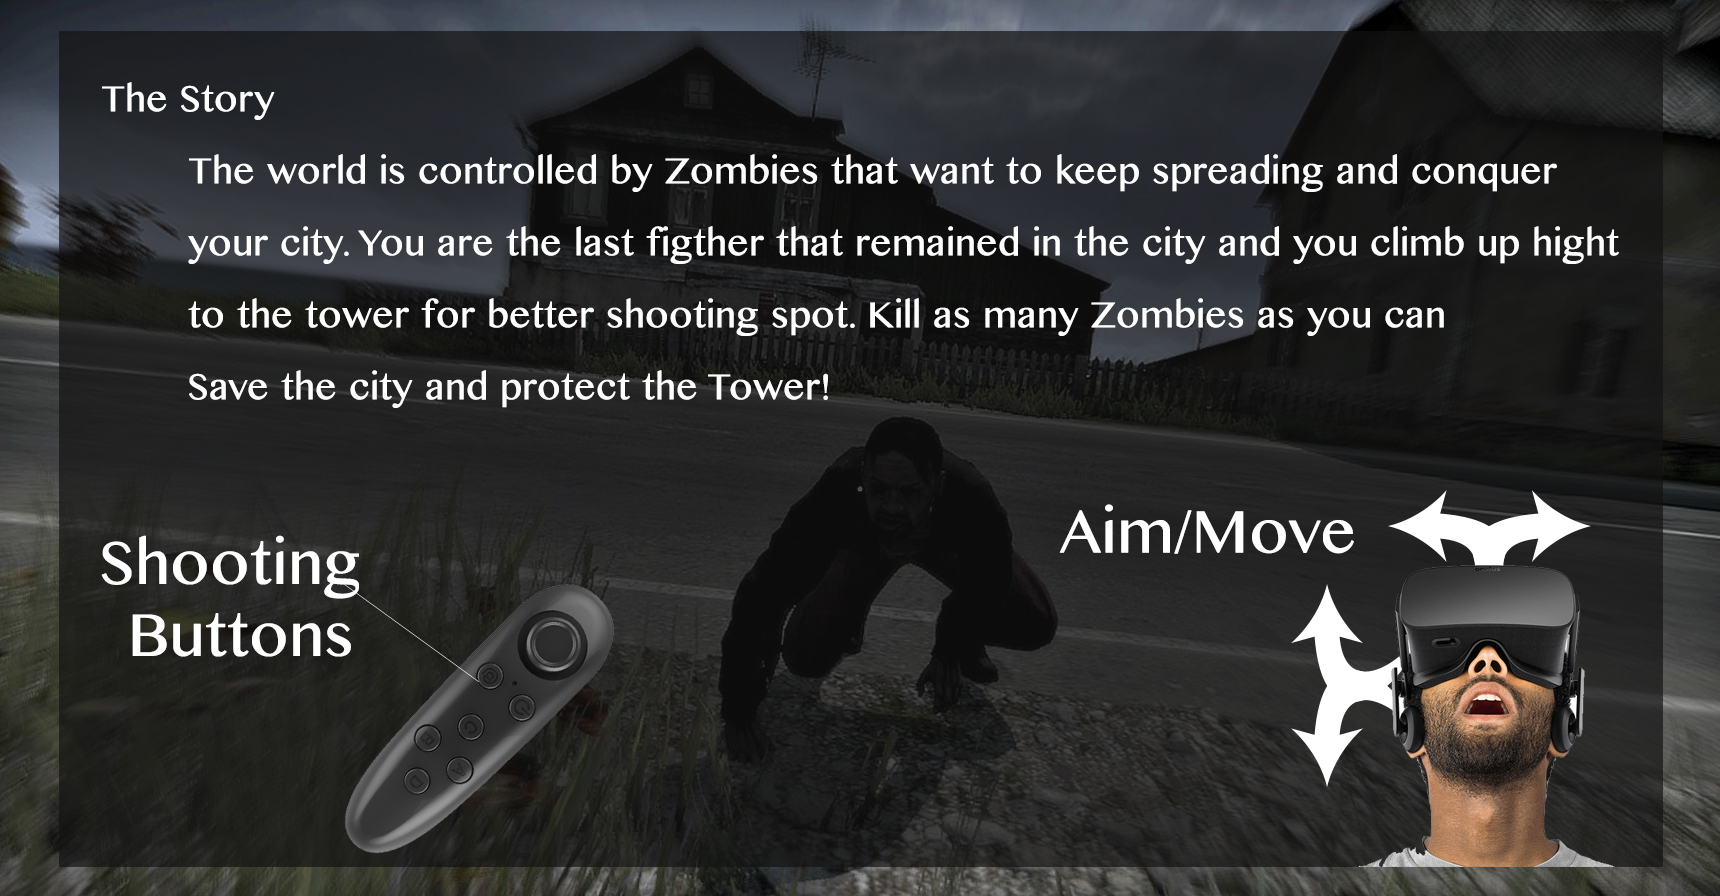 The Story
The world is controlled by Zombies that want to keep spreading and conquer
your city. You are the last figther that remained in the city and you climb up hight
to the tower for better shooting spot. Kill as many Zombies as you can
Save the city and protect the Tower!
Shooting
Buttons
Aim/Move
C
B
A
D